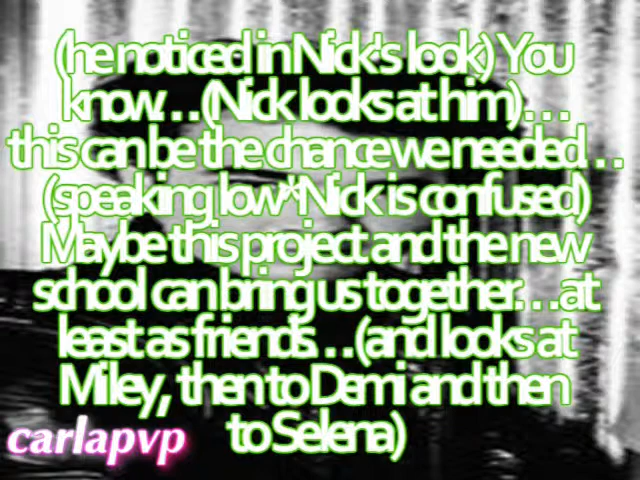 (he noticed in Nick's look) You
know. . . (Nick looks at him) . . .
this can be the chance we needed. . .
(speaking low*Nick is confused)
Maybe this project and the new
school can bring us together. . .at
least as friends. . .(and looks at
Miley, then to Demi and then
to Selena)
carlapvp